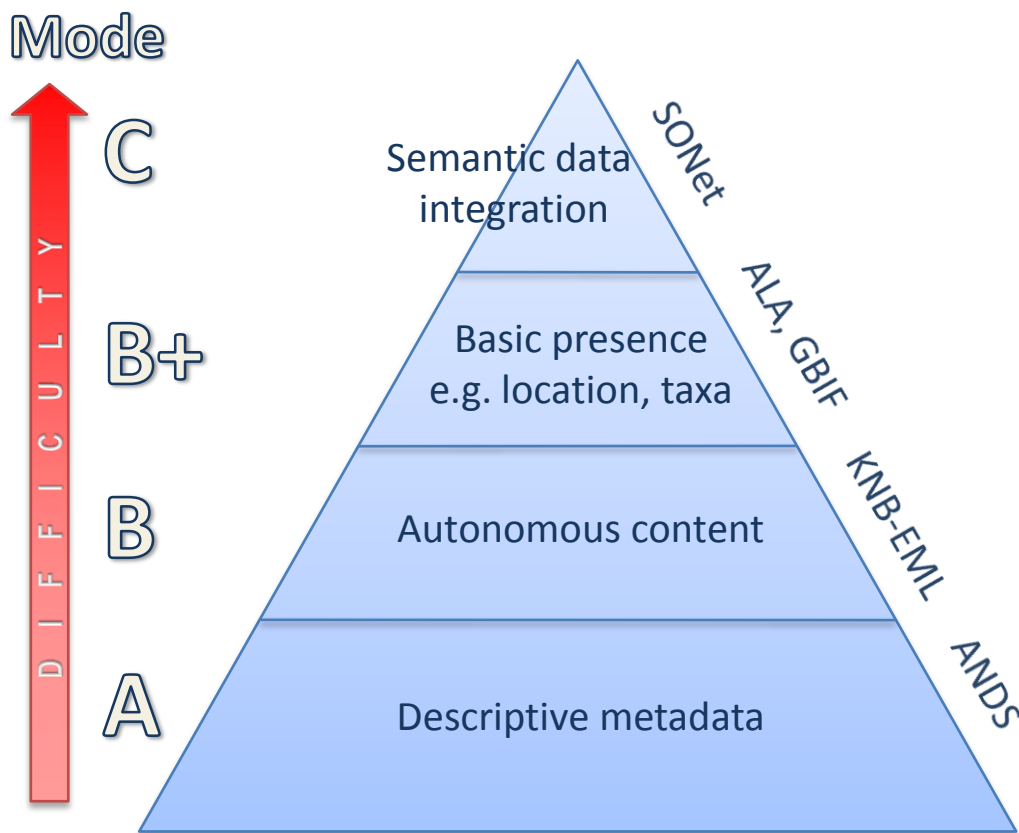 Mode
DIFFICULTY
C
Semantic data
integration
SONet
B+
Basic presence
e.g. location, taxa
ALA, GBIF
B
Autonomous content
KNB-EML
A
Descriptive metadata
ANDS